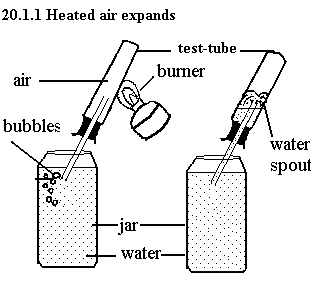 20.1.1 Heated air expands
test-tube
burner
air
bubbles
water
spout
jar
water